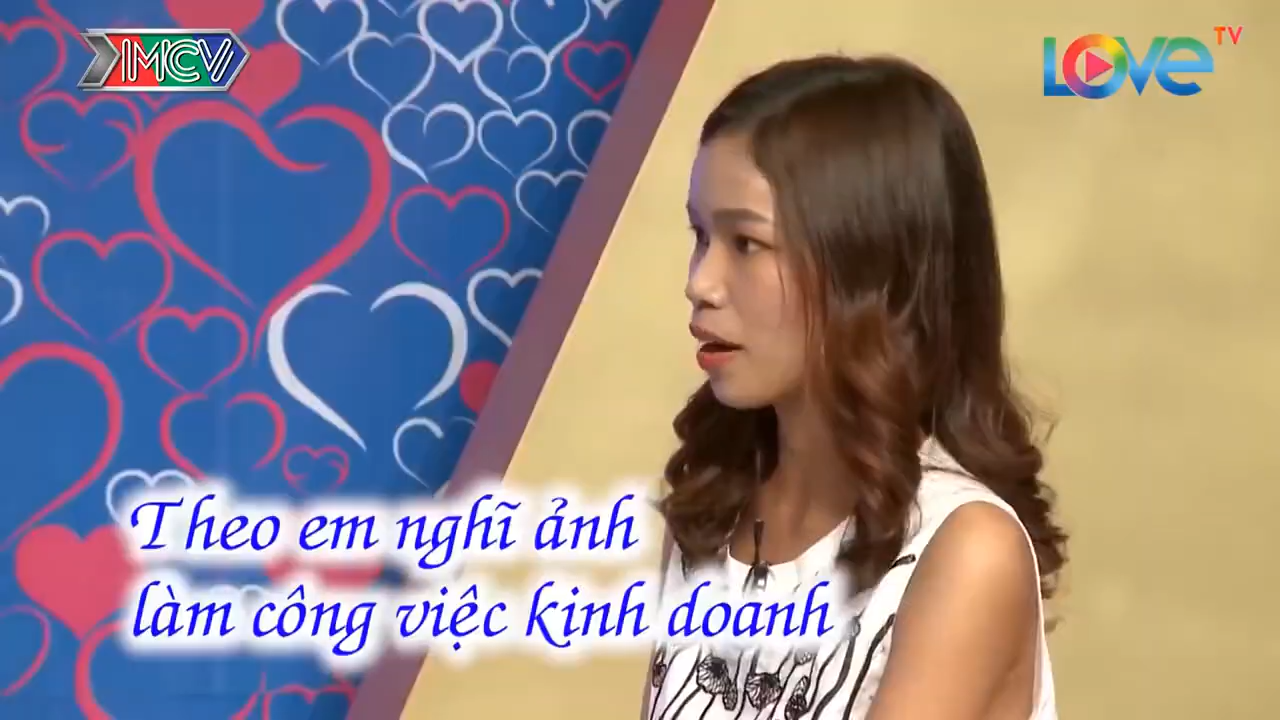 MCV
LOVE TV
Theo em nghĩ ảnh
làm công việc kinh doanh